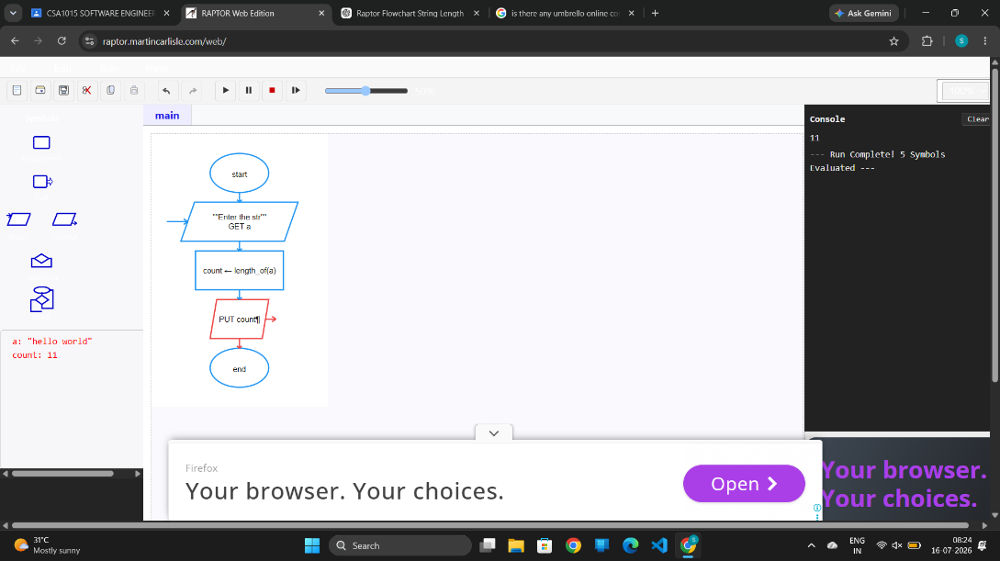 CSA1015 SOFTWARE ENGINEER
RAPTOR Web Edition
Raptor Flowchart String Length
is there any umbrello online co
Ask Gemini
raptor.martincarlisle.com/web/
S
main
Console
Clear
11
--- Run Complete! 5 Symbols
Evaluated ---
start
""Enter the str""
GET a
count ← length_of(a)
PUT count¶
end
a: "hello world"
count: 11
Firefox
Your browser. Your choices.
Open
Your browser.
Your choices.
31°C
Mostly sunny
Search
ENG
IN
08:24
16-07-2026